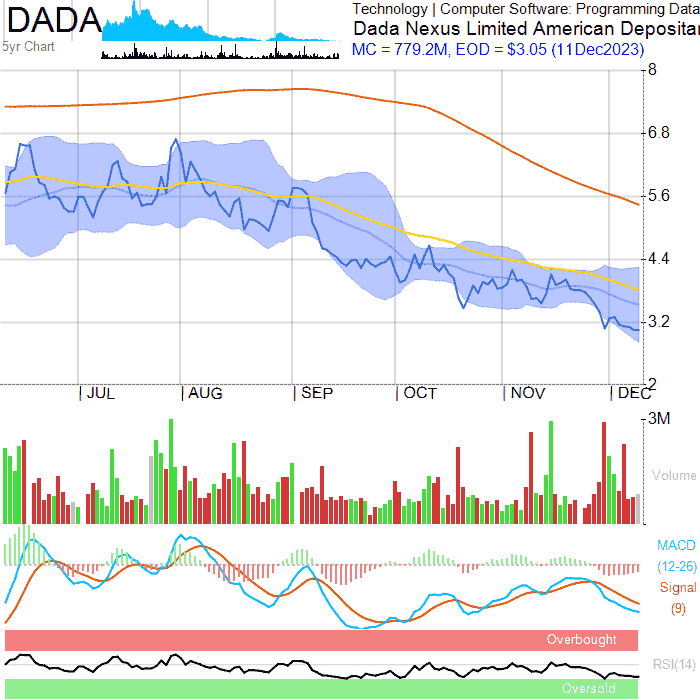 DADA
5yr Chart
Technology | Computer Software: Programming Data
Dada Nexus Limited American Depositar
MC = 779.2M, EOD = $3.05 (11Dec2023)
8
6.8
5.6
4.4
3.2
2
| JUL | AUG | SEP | OCT | NOV | DEC
3M
Volume
MACD
(12-26)
Signal
(9)
Overbought
RSI(14)
Oversold